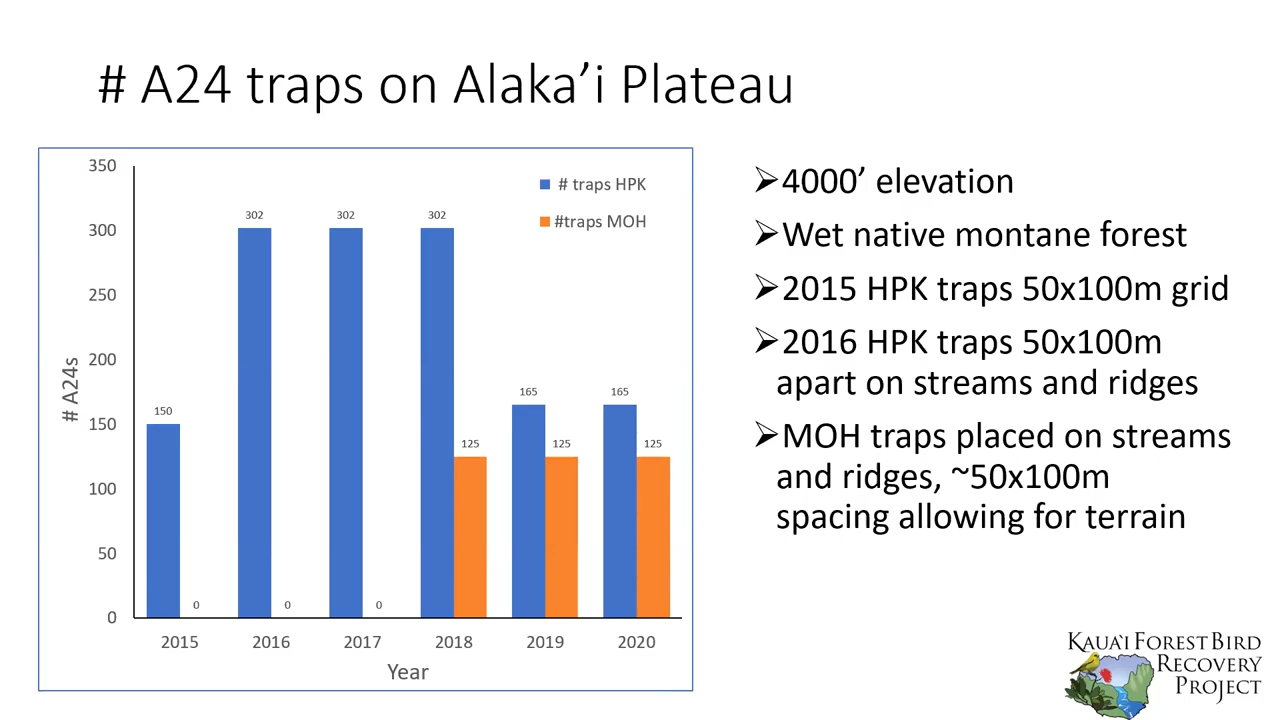 # A24 traps on Alaka’i Plateau
350
300
250
200
150
100
50
0
# A24s
# traps HPK
#traps MOH
150
0
302
0
302
0
302
125
165
125
165
125
2015
2016
2017
2018
2019
2020
Year
➢4000’ elevation
➢Wet native montane forest
➢2015 HPK traps 50x100m grid
➢2016 HPK traps 50x100m
apart on streams and ridges
➢MOH traps placed on streams
and ridges, ~50x100m
spacing allowing for terrain
KAUA‘I FOREST BIRD
RECOVERY
PROJECT